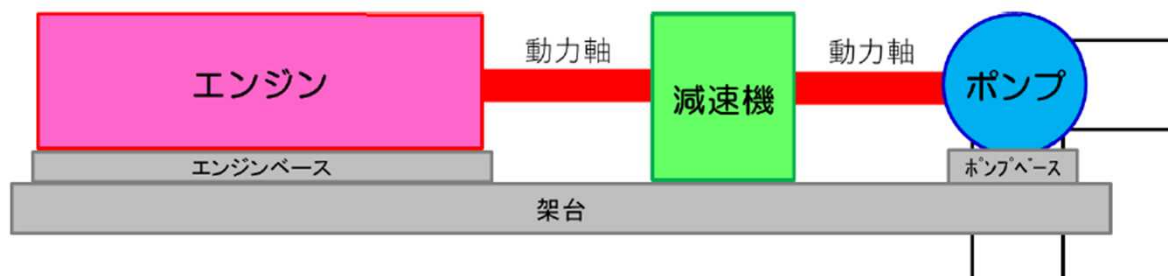 エンジン
動力軸
減速機
動力軸
ポンプ
エンジンベース
ﾎﾟﾝﾌﾟﾍﾞｰｽ
架台